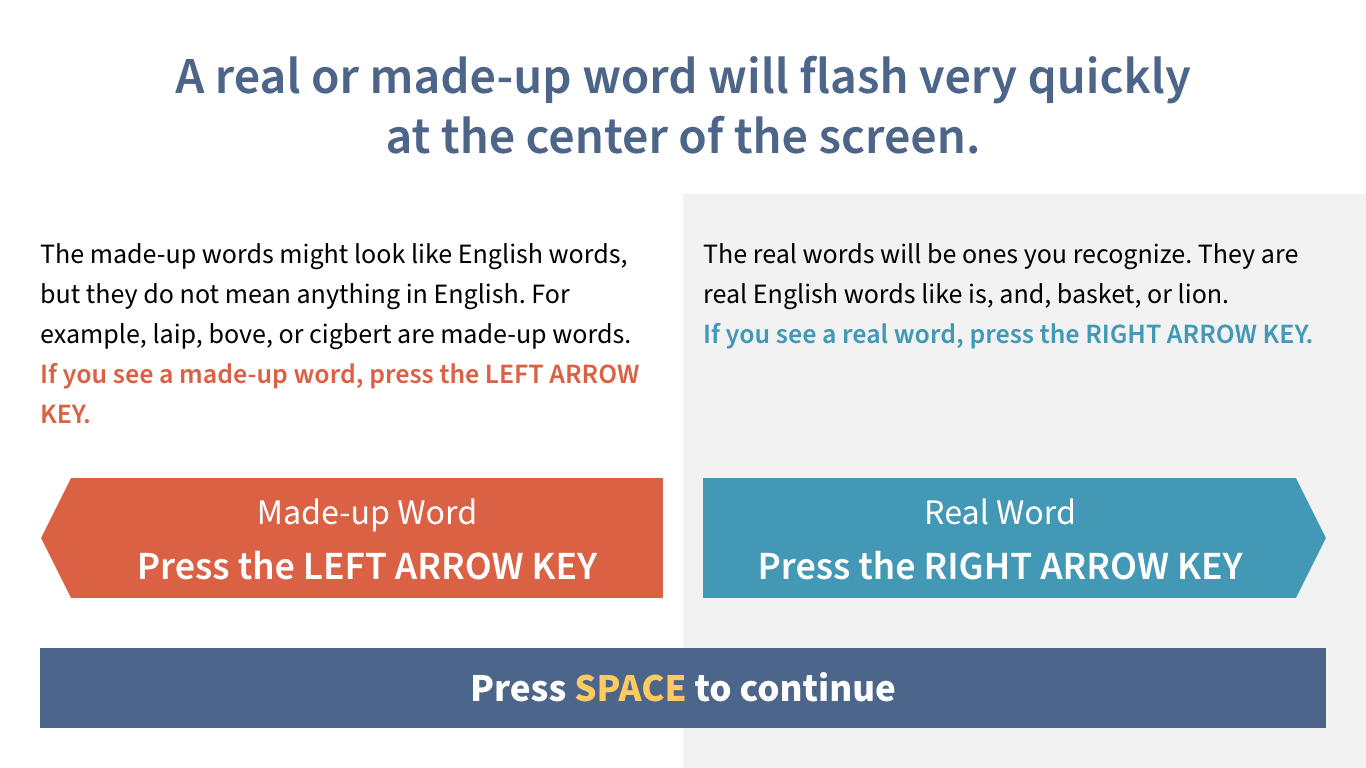 A real or made-up word will flash very quickly
at the center of the screen.
The made-up words might look like English words,
but they do not mean anything in English. For
example, laip, bove, or cigbert are made-up words.
If you see a made-up word, press the LEFT ARROW
KEY.
The real words will be ones you recognize. They are
real English words like is, and, basket, or lion.
If you see a real word, press the RIGHT ARROW KEY.
Made-up Word
Press the LEFT ARROW KEY
Real Word
Press the RIGHT ARROW KEY
Press SPACE to continue